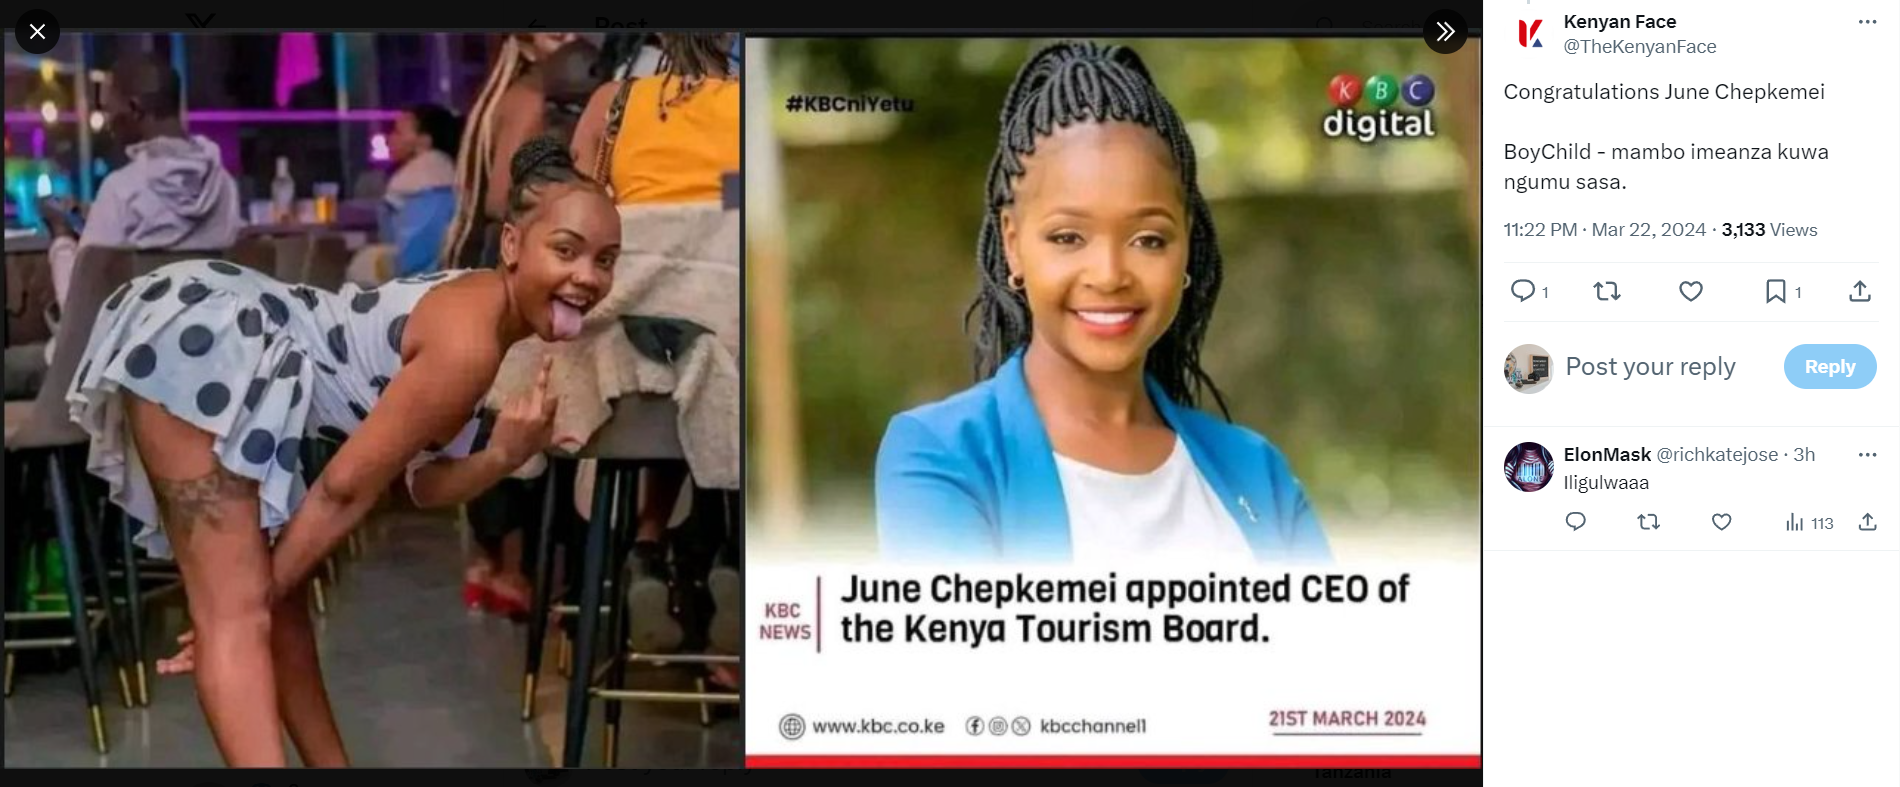 Post
#KBCniYetu
K B C
digital
KBC
NEWS
June Chepkemei appointed CEO of
the Kenya Tourism Board.
www.kbc.co.ke
kbcchannel1
21ST MARCH 2024
Tanzania
Kenyan Face
@TheKenyanFace
Congratulations June Chepkemei
BoyChild - mambo imeanza kuwa
ngumu sasa.
11:22 PM · Mar 22, 2024 · 3,133 Views
1
1
Post your reply
Reply
ElonMask @richkatejose · 3h
Iligulwaaa
113